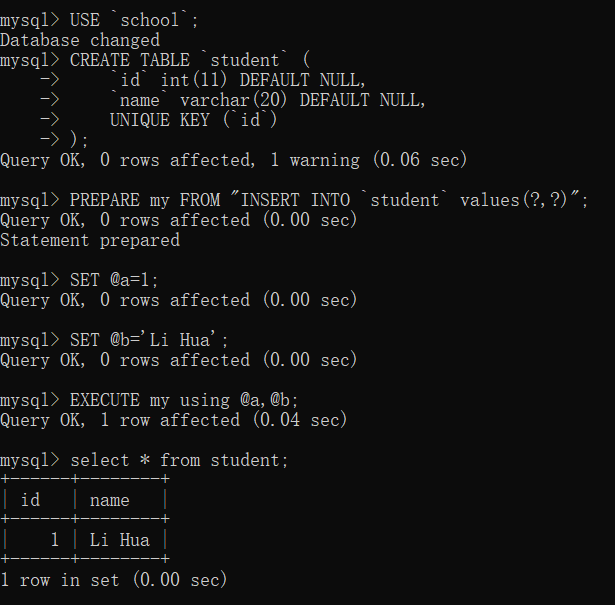 mysql> USE `school`;
Database changed
mysql> CREATE TABLE `student` (
    ->     `id` int(11) DEFAULT NULL,
    ->     `name` varchar(20) DEFAULT NULL,
    ->     UNIQUE KEY (`id`)
    -> );
Query OK, 0 rows affected, 1 warning (0.06 sec)
mysql> PREPARE my FROM "INSERT INTO `student` values(?,?)";
Query OK, 0 rows affected (0.00 sec)
Statement prepared
mysql> SET @a=1;
Query OK, 0 rows affected (0.00 sec)
mysql> SET @b='Li Hua';
Query OK, 0 rows affected (0.00 sec)
mysql> EXECUTE my using @a,@b;
Query OK, 1 row affected (0.04 sec)
mysql> select * from student;
+------+--------+
| id   | name   |
+------+--------+
|    1 | Li Hua |
+------+--------+
1 row in set (0.00 sec)